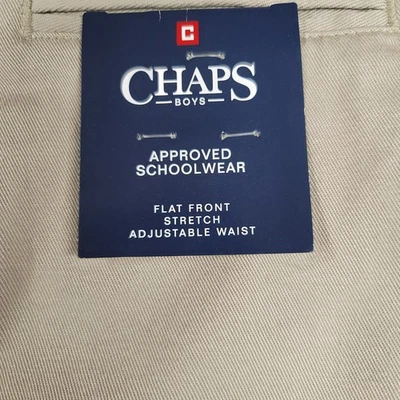 C
CHAPS
BOYS
APPROVED
SCHOOLWEAR
FLAT FRONT
STRETCH
ADJUSTABLE WAIST